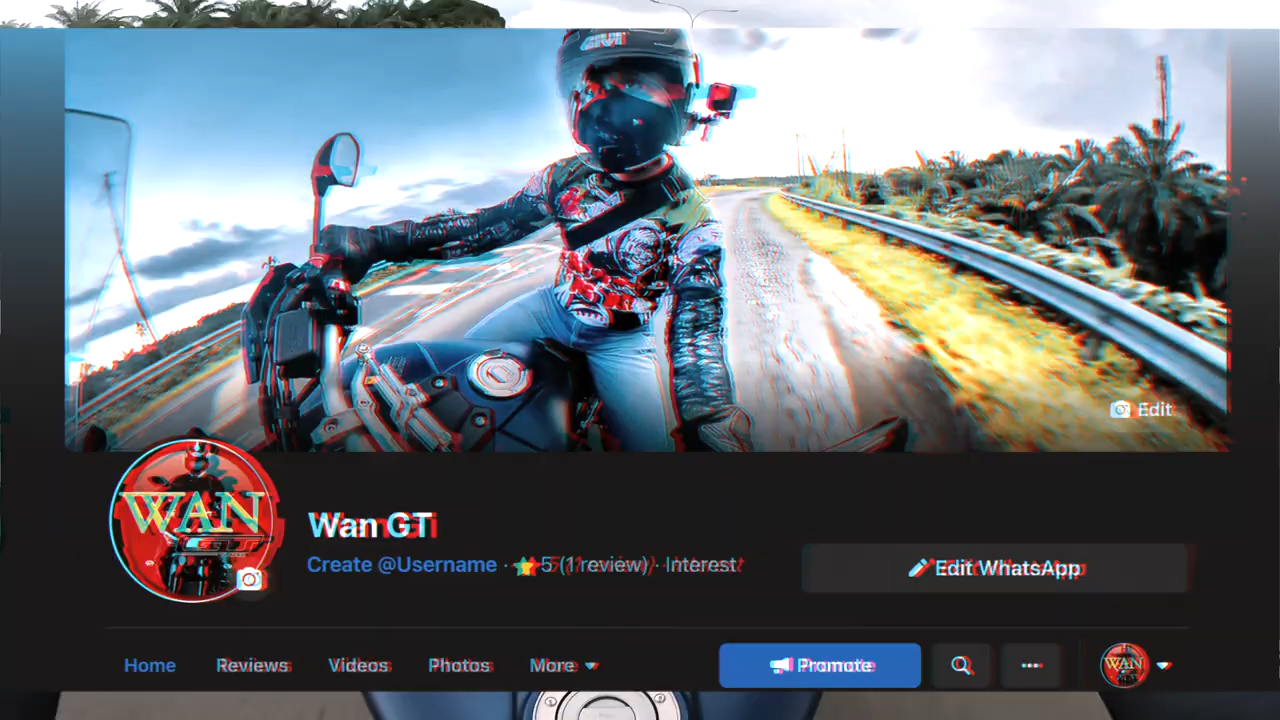 GIVI
Edit
WAN
Wan GT
Create @Username · 5 (1 review) · Interest
Edit WhatsApp
Home Reviews Videos Photos More
Promote
WAN